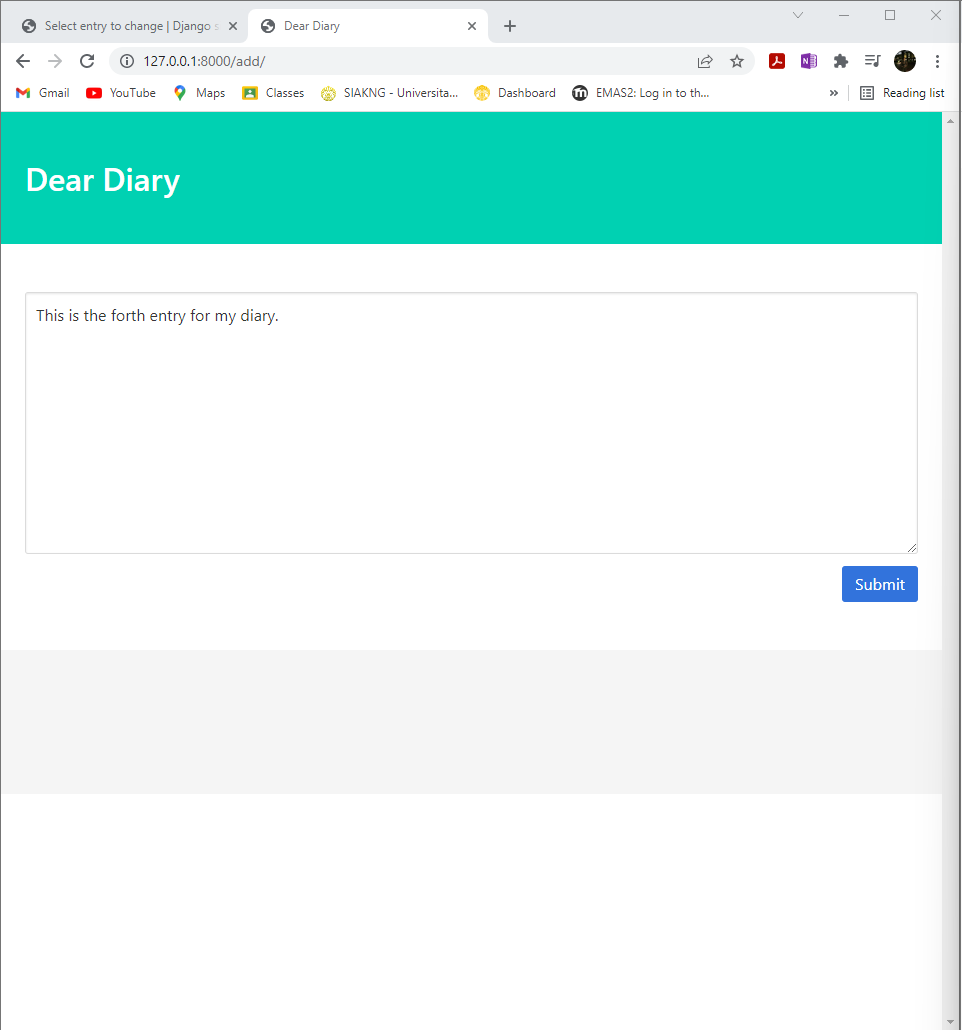 Select entry to change | Django s
Dear Diary
127.0.0.1:8000/add/
Gmail YouTube Maps Classes SIAKNG - Universita... Dashboard m EMAS2: Log in to th... » Reading list
Dear Diary
This is the forth entry for my diary.
Submit